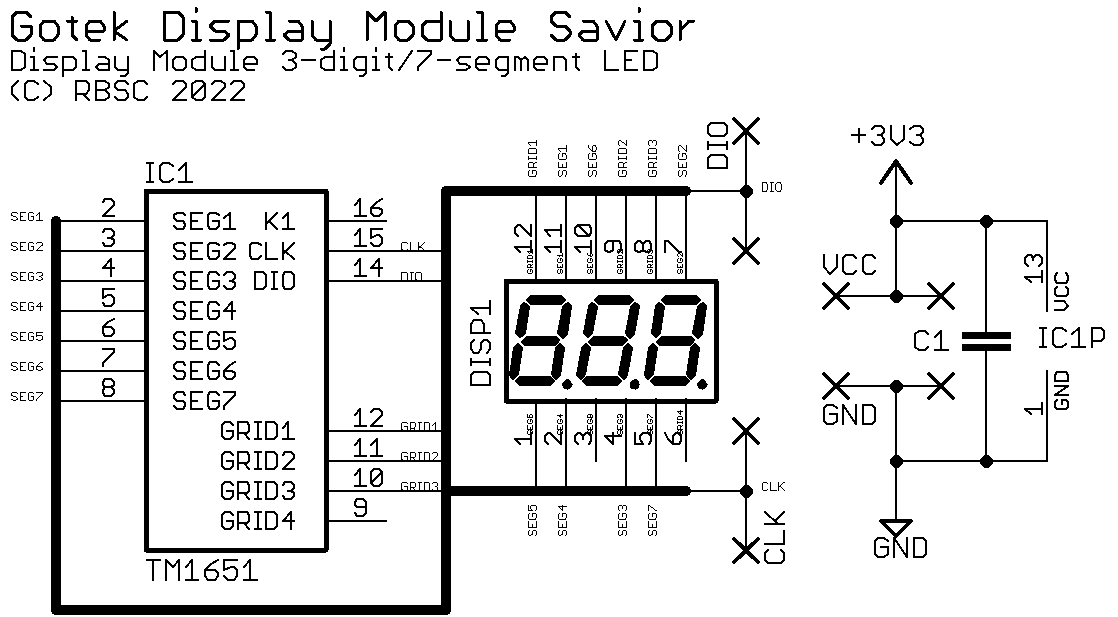 Gotek Display Module Savior
Display Module 3-digit/7-segment LED
(C) RBSC 2022
IC1
SEG1 2 SEG1 K1 16
SEG2 3 SEG2 CLK 15 CLK
SEG3 4 SEG3 DIO 14 DIO
SEG4 5 SEG4
SEG5 6 SEG5
SEG6 7 SEG6
SEG7 8 SEG7
GRID1 12 GRID1
GRID2 11 GRID2
GRID3 10 GRID3
GRID4 9
TM1651
GRID1 SEG1 SEG6 GRID2 GRID3 SEG2
DIO
DIO
12 11 10 9 8 7
DISP1
1 2 3 4 5 6
SEG5 SEG4 SEG3 SEG7
CLK
CLK
+3V3
VCC
13
VCC
C1
IC1P
GND
1
GND
GND